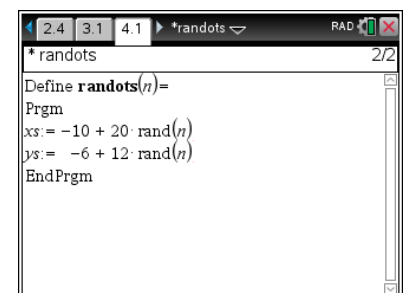 2.4 3.1 4.1 *randots RAD
* randots 2/2
Define randots(n)=
Prgm
xs:= −10 + 20· rand(n)
ys:= −6 + 12· rand(n)
EndPrgm